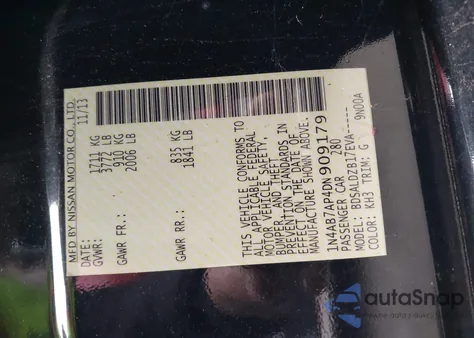 MFD BY NISSAN MOTOR CO., LTD.
DATE: 11/13
GVWR: 1711 KG
3772 LB
GAWR FR.: 910 KG
2006 LB
GAWR RR.: 835 KG
1841 LB
THIS VEHICLE CONFORMS TO
ALL APPLICABLE FEDERAL
MOTOR VEHICLE SAFETY,
BUMPER, AND THEFT
PREVENTION STANDARDS IN
EFFECT ON THE DATE OF
MANUFACTURE SHOWN ABOVE.
1N4AB7AP4DN909179
PASSENGER CAR
MODEL: BDSALDZB17EVA-----
COLOR: KH3 TRIM: G 9N00A
autaSnap